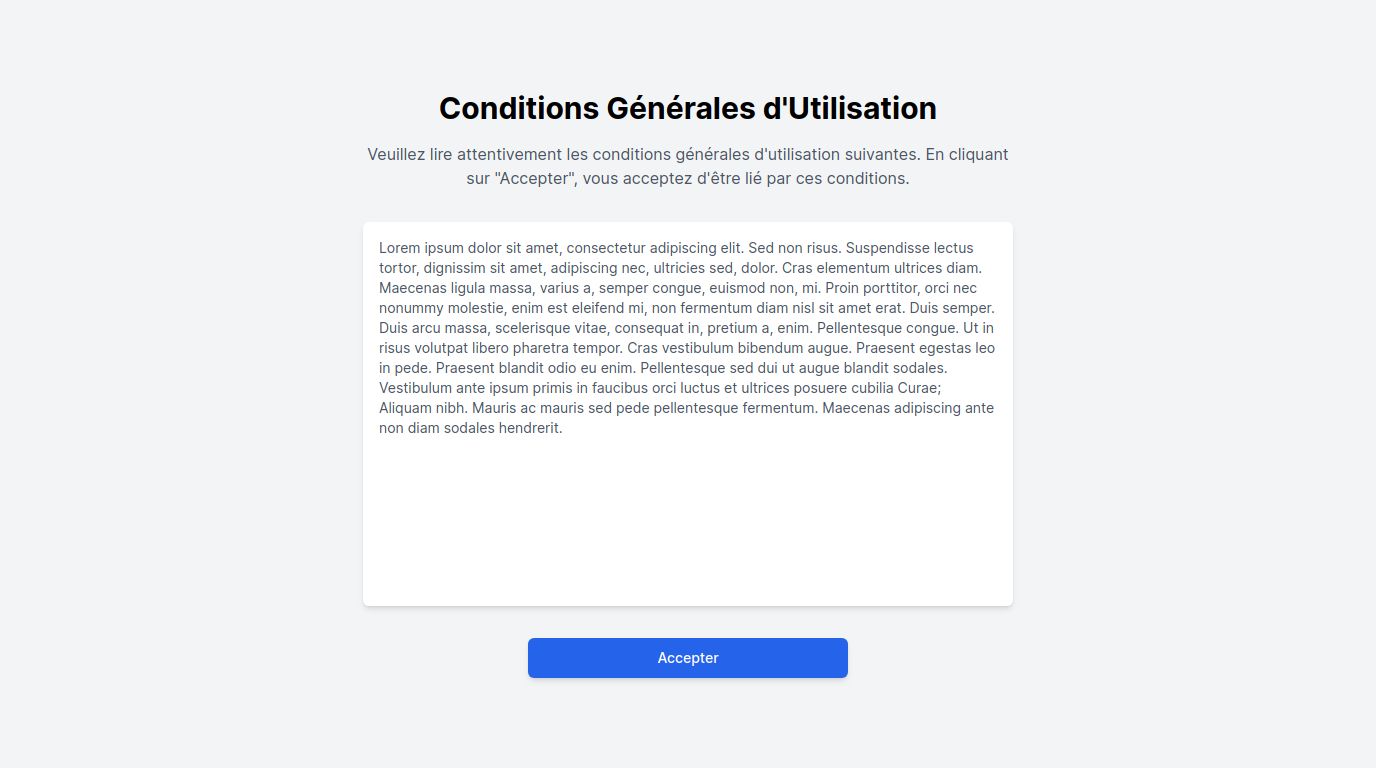 Conditions Générales d'Utilisation
Veuillez lire attentivement les conditions générales d'utilisation suivantes. En cliquant
sur "Accepter", vous acceptez d'être lié par ces conditions.
Lorem ipsum dolor sit amet, consectetur adipiscing elit. Sed non risus. Suspendisse lectus
tortor, dignissim sit amet, adipiscing nec, ultricies sed, dolor. Cras elementum ultrices diam.
Maecenas ligula massa, varius a, semper congue, euismod non, mi. Proin porttitor, orci nec
nonummy molestie, enim est eleifend mi, non fermentum diam nisl sit amet erat. Duis semper.
Duis arcu massa, scelerisque vitae, consequat in, pretium a, enim. Pellentesque congue. Ut in
risus volutpat libero pharetra tempor. Cras vestibulum bibendum augue. Praesent egestas leo
in pede. Praesent blandit odio eu enim. Pellentesque sed dui ut augue blandit sodales.
Vestibulum ante ipsum primis in faucibus orci luctus et ultrices posuere cubilia Curae;
Aliquam nibh. Mauris ac mauris sed pede pellentesque fermentum. Maecenas adipiscing ante
non diam sodales hendrerit.
Accepter